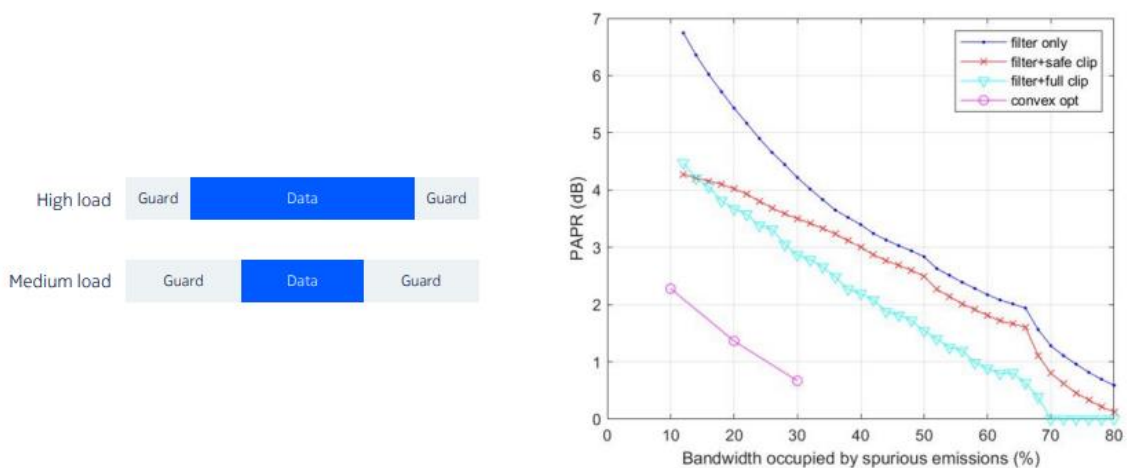 High load
Guard
Data
Guard
Medium load
Guard
Data
Guard
7
6
5
4
3
2
1
0
PAPR (dB)
filter only
filter+safe clip
filter+full clip
convex opt
0 10 20 30 40 50 60 70 80
Bandwidth occupied by spurious emissions (%)